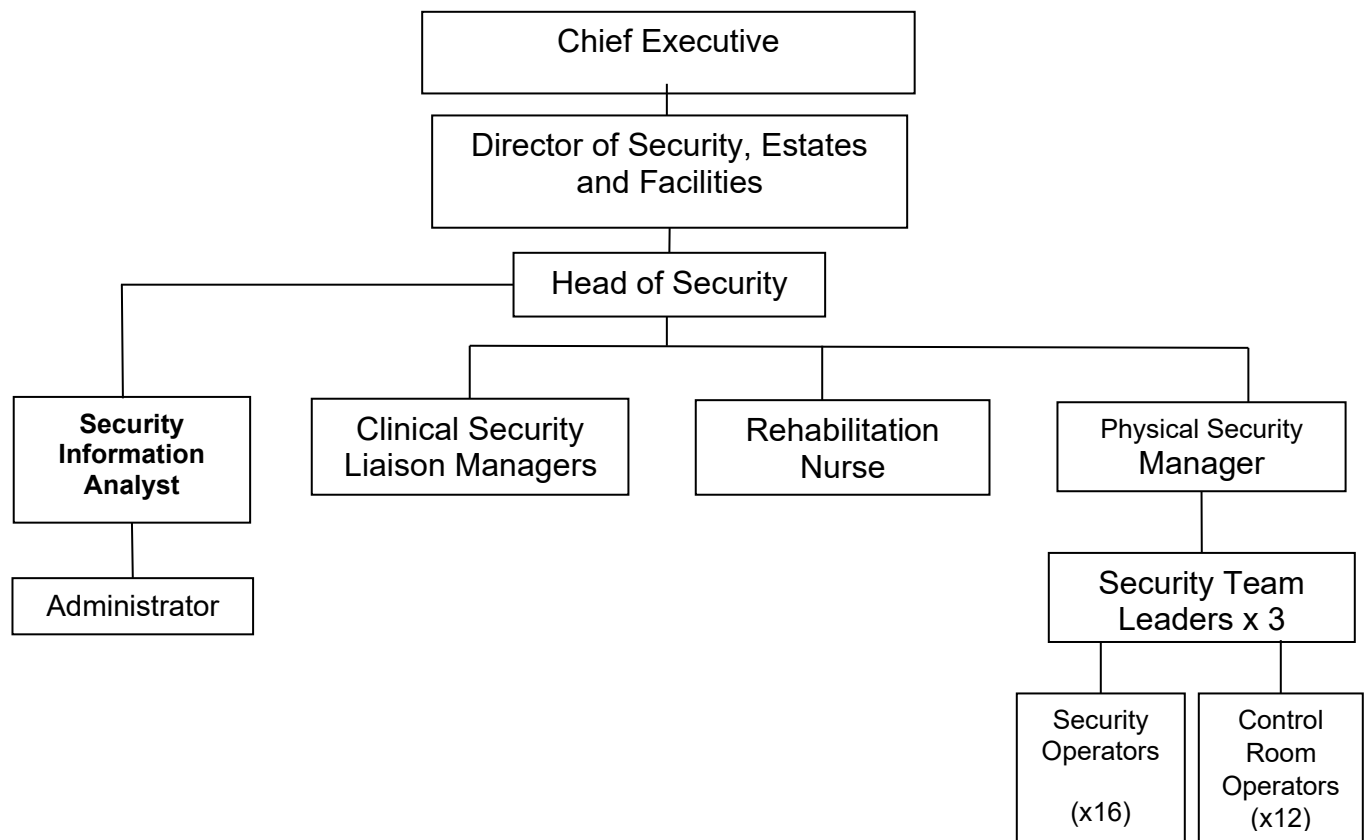 Chief Executive
Director of Security, Estates
and Facilities
Head of Security
Security
Information
Analyst
Clinical Security
Liaison Managers
Rehabilitation
Nurse
Physical Security
Manager
Administrator
Security Team
Leaders x 3
Security
Operators
(x16)
Control
Room
Operators
(x12)